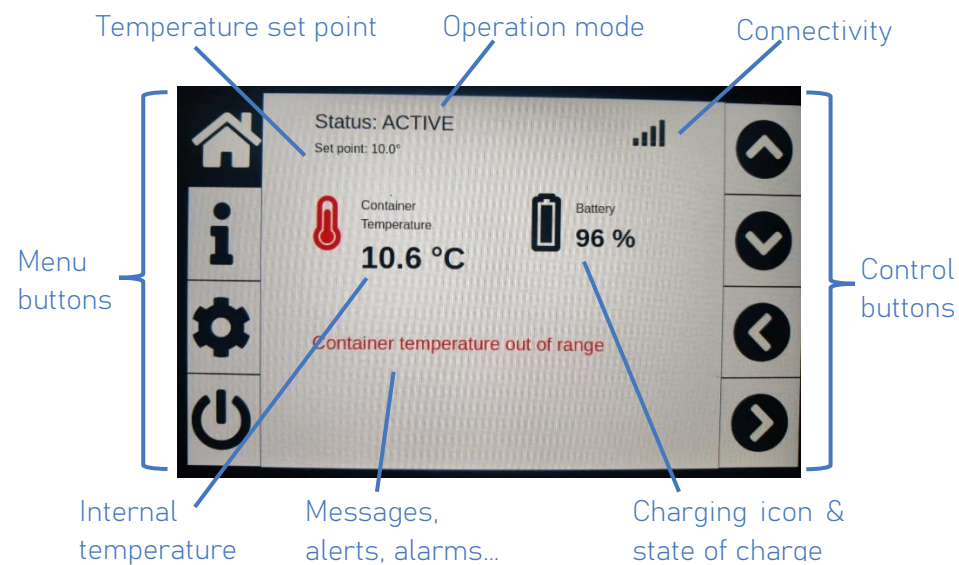 Temperature set point
Operation mode
Connectivity
Status: ACTIVE
Set point: 10.0°
Container
Temperature
10.6 °C
Battery
96 %
Container temperature out of range
Menu
buttons
Control
buttons
Internal
temperature
Messages,
alerts, alarms...
Charging icon &
state of charge